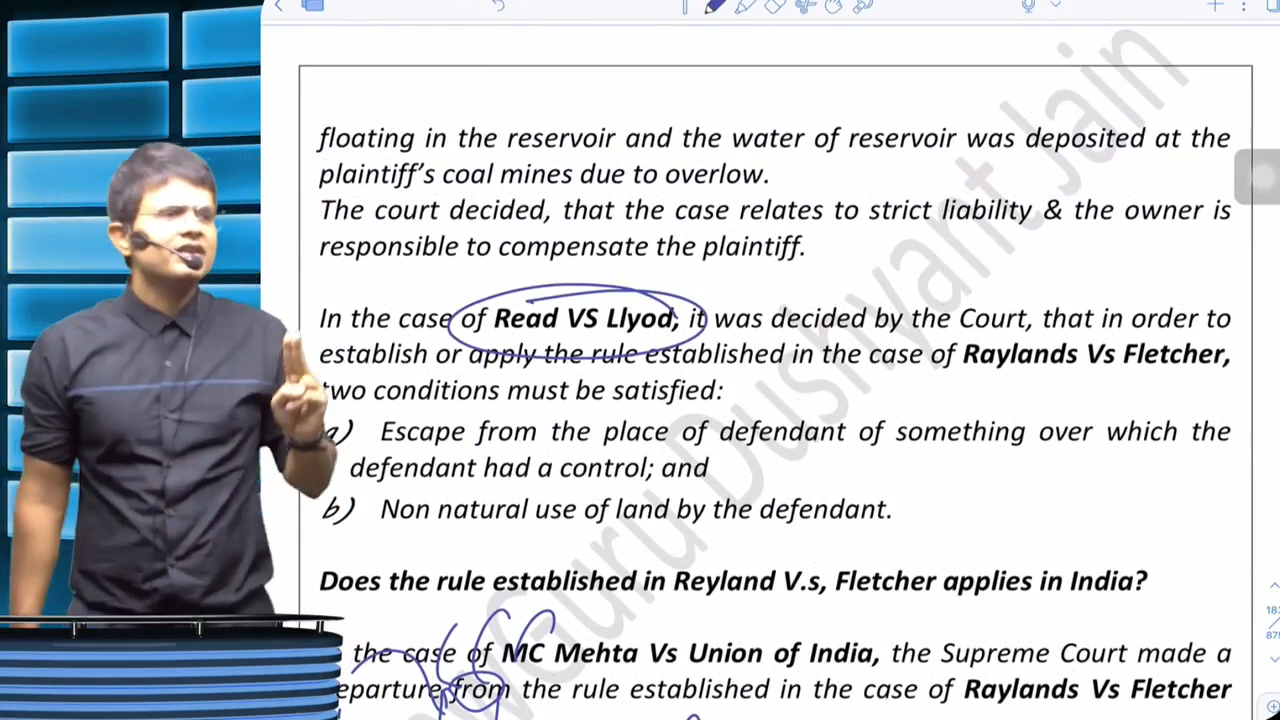 floating in the reservoir and the water of reservoir was deposited at the
plaintiff's coal mines due to overlow.
The court decided, that the case relates to strict liability & the owner is
responsible to compensate the plaintiff.
In the case of Read VS Llyod, it was decided by the Court, that in order to
establish or apply the rule established in the case of Raylands Vs Fletcher,
two conditions must be satisfied:
a) Escape from the place of defendant of something over which the
defendant had a control; and
b) Non natural use of land by the defendant.
Does the rule established in Reyland V.s, Fletcher applies in India?
the case of MC Mehta Vs Union of India, the Supreme Court made a
eparture from the rule established in the case of Raylands Vs Fletcher
Guru Dushyant Jain